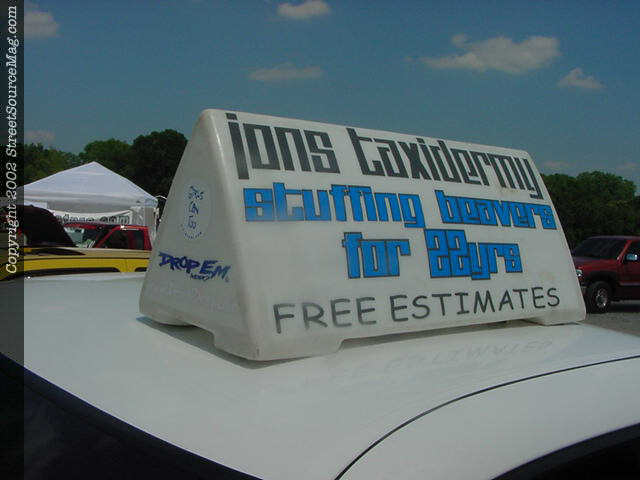 Copyright 2002 StreetSourceMag.com
jons taxidermy
stuffing beavers
for 22yrs
FREE ESTIMATES
DROP EM